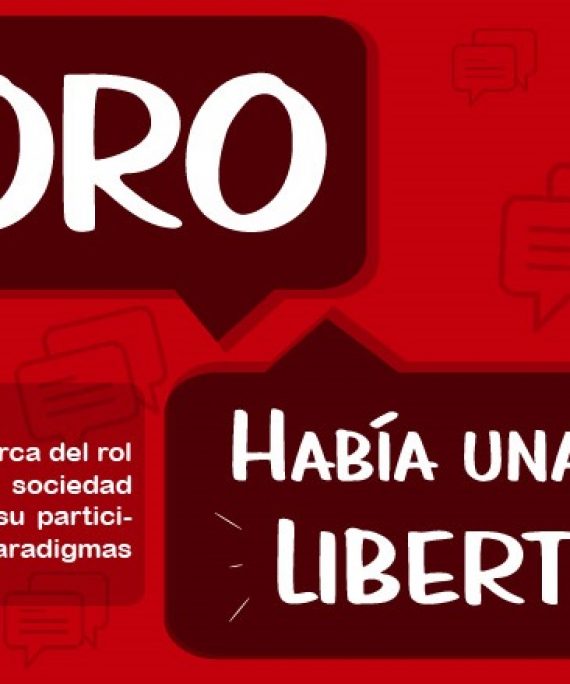 ORO
rca del rol
sociedad
su partici-
aradigmas
HABÍA UNA
LIBERT